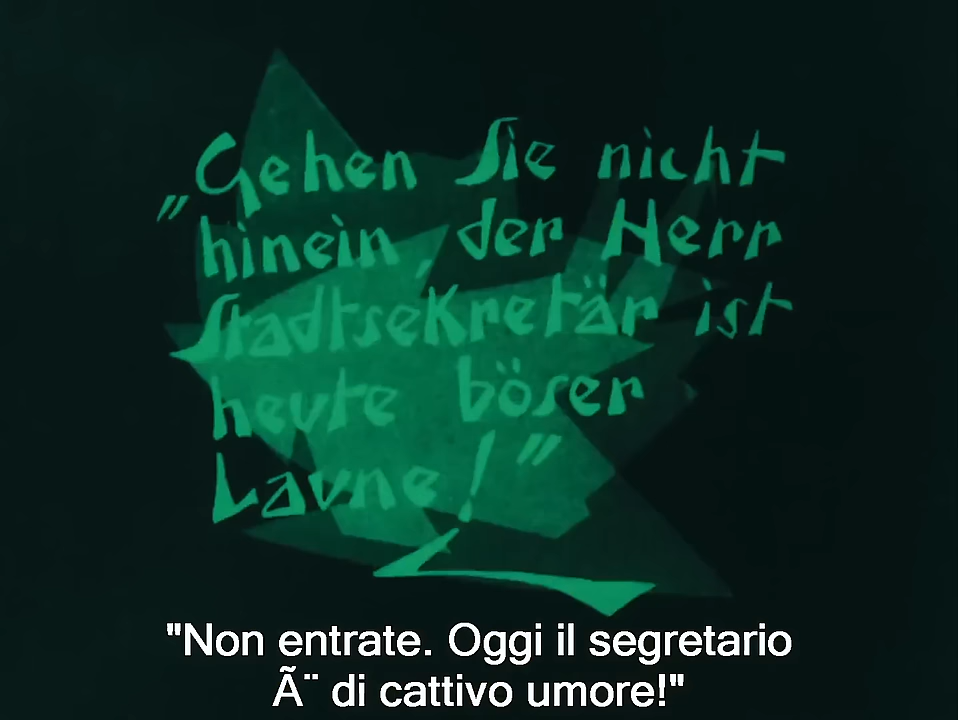 „Gehen Sie nicht
hinein, der Herr
Stadtsekretär ist
heute böser
Laune!”
"Non entrate. Oggi il segretario
Ã¨ di cattivo umore!"